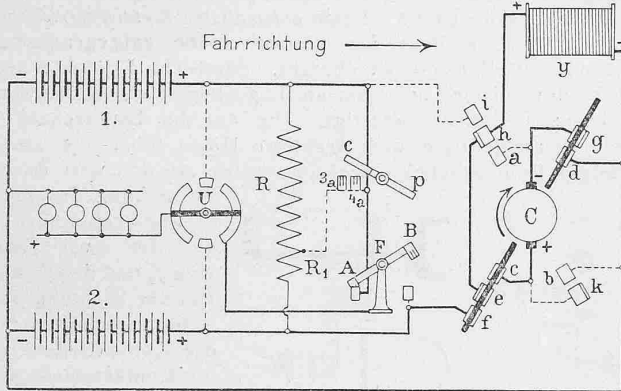 Fahrrichtung
- +
1.
+ -
y
i
h
a
g
d
-
C
+
c
p
3a
4a
R
U
R1
F
B
A
+
c
e
f
b
k
2.
- +